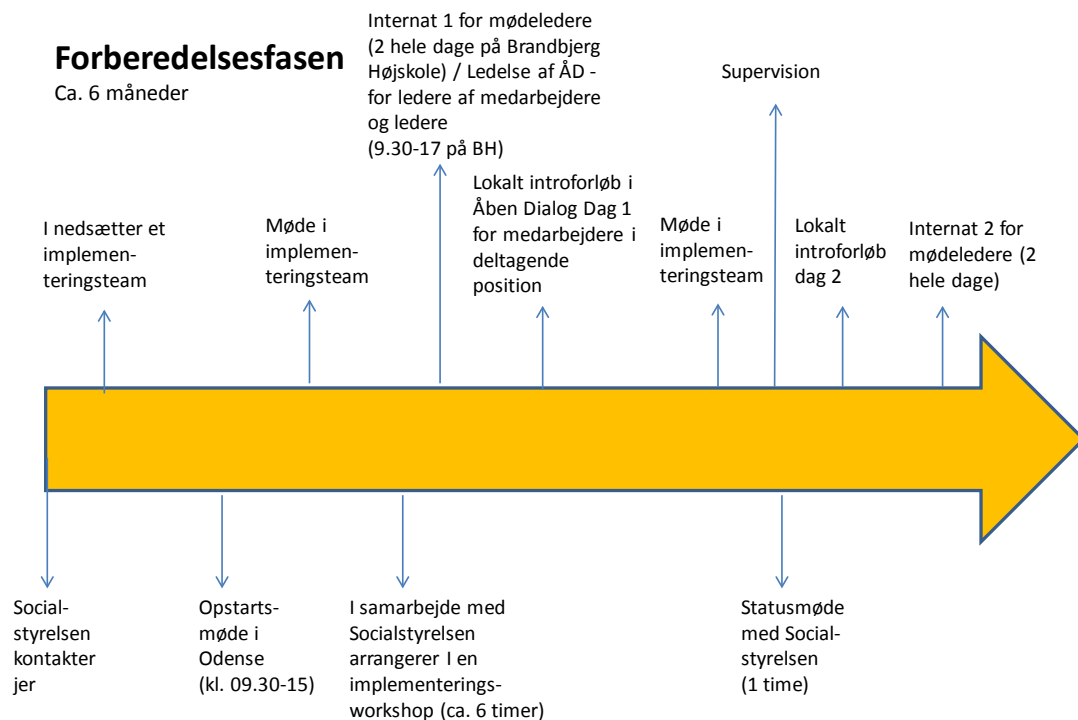 Forberedelsesfasen
Ca. 6 måneder
I nedsætter et
implemen-
teringsteam
Møde i
implemen-
teringsteam
Internat 1 for mødeledere
(2 hele dage på Brandbjerg
Højskole) / Ledelse af ÅD -
for ledere af medarbejdere
og ledere
(9.30-17 på BH)
Lokalt introforløb i
Åben Dialog Dag 1
for medarbejdere i
deltagende
position
Møde i
implemen-
teringsteam
Supervision
Lokalt
introforløb
dag 2
Internat 2 for
mødeledere (2
hele dage)
Social-
styrelsen
kontakter
jer
Opstarts-
møde i
Odense
(kl. 09.30-15)
I samarbejde med
Socialstyrelsen
arrangerer I en
implementerings-
workshop (ca. 6 timer)
Statusmøde
med Social-
styrelsen
(1 time)